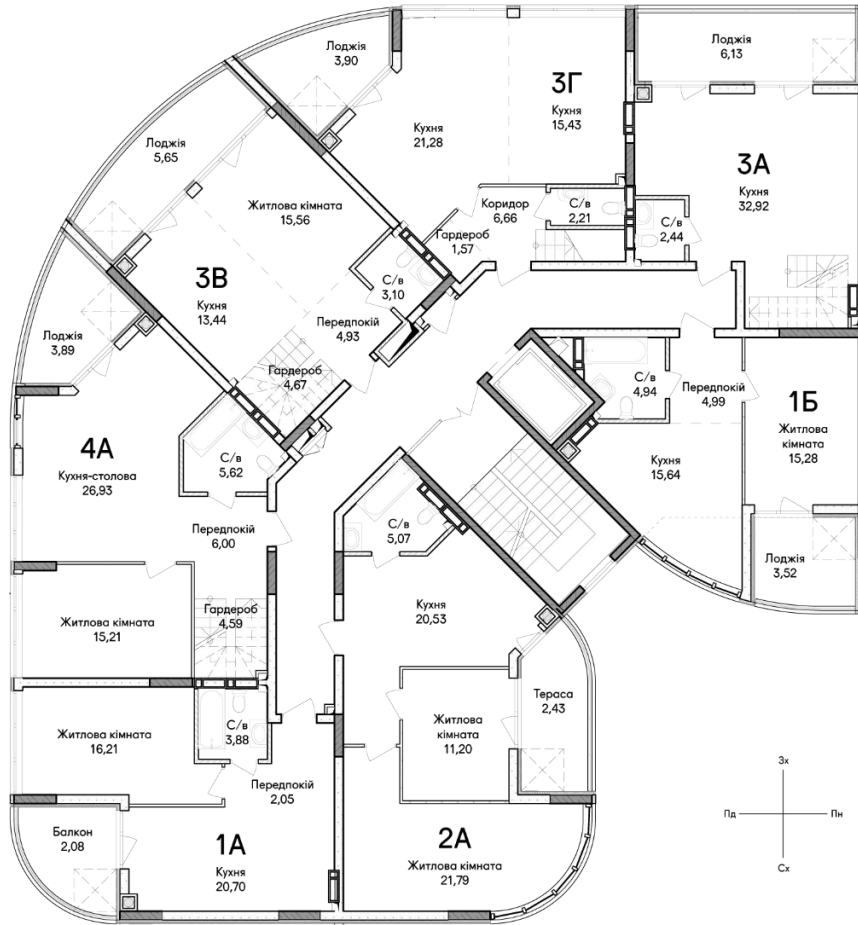 Лоджія
3,90
3Г
Кухня
15,43
Кухня
21,28
Лоджія
6,13
3А
Кухня
32,92
Лоджія
5,65
Житлова кімната
15,56
Коридор
6,66
С/в
2,21
Гардероб
1,57
С/в
2,44
3В
Кухня
13,44
С/в
3,10
Передпокій
4,93
Лоджія
3,89
Гардероб
4,67
С/в
4,94
Передпокій
4,99
1Б
Житлова
кімната
15,28
4А
Кухня-столова
26,93
С/в
5,62
Кухня
15,64
Передпокій
6,00
С/в
5,07
Лоджія
3,52
Житлова кімната
15,21
Гардероб
4,59
Кухня
20,53
Житлова кімната
16,21
С/в
3,88
Передпокій
2,05
Житлова
кімната
11,20
Тераса
2,43
Балкон
2,08
1А
Кухня
20,70
2А
Житлова кімната
21,79
Зх
Пд
Пн
Сх